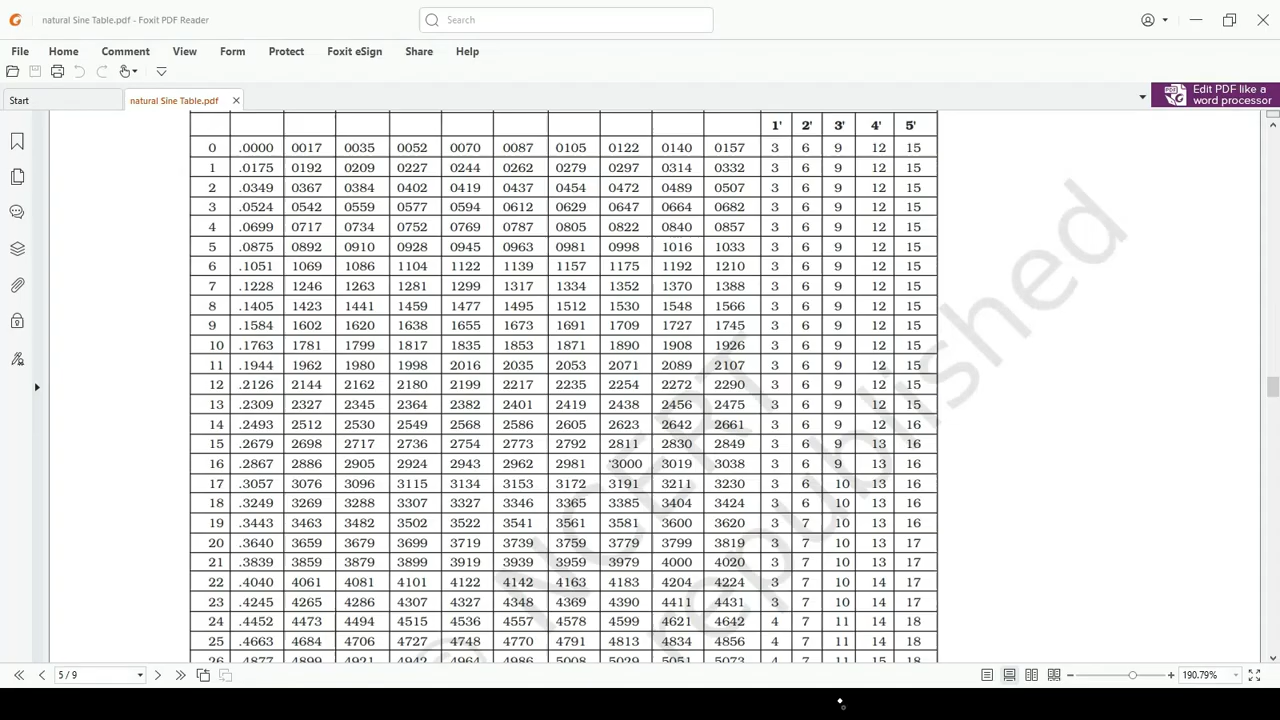 natural Sine Table.pdf - Foxit PDF Reader
Search
File Home Comment View Form Protect Foxit eSign Share Help
Start
natural Sine Table.pdf
Edit PDF like a
word processor
1' 2' 3' 4' 5'
0 .0000 0017 0035 0052 0070 0087 0105 0122 0140 0157 3 6 9 12 15
1 .0175 0192 0209 0227 0244 0262 0279 0297 0314 0332 3 6 9 12 15
2 .0349 0367 0384 0402 0419 0437 0454 0472 0489 0507 3 6 9 12 15
3 .0524 0542 0559 0577 0594 0612 0629 0647 0664 0682 3 6 9 12 15
4 .0699 0717 0734 0752 0769 0787 0805 0822 0840 0857 3 6 9 12 15
5 .0875 0892 0910 0928 0945 0963 0981 0998 1016 1033 3 6 9 12 15
6 .1051 1069 1086 1104 1122 1139 1157 1175 1192 1210 3 6 9 12 15
7 .1228 1246 1263 1281 1299 1317 1334 1352 1370 1388 3 6 9 12 15
8 .1405 1423 1441 1459 1477 1495 1512 1530 1548 1566 3 6 9 12 15
9 .1584 1602 1620 1638 1655 1673 1691 1709 1727 1745 3 6 9 12 15
10 .1763 1781 1799 1817 1835 1853 1871 1890 1908 1926 3 6 9 12 15
11 .1944 1962 1980 1998 2016 2035 2053 2071 2089 2107 3 6 9 12 15
12 .2126 2144 2162 2180 2199 2217 2235 2254 2272 2290 3 6 9 12 15
13 .2309 2327 2345 2364 2382 2401 2419 2438 2456 2475 3 6 9 12 15
14 .2493 2512 2530 2549 2568 2586 2605 2623 2642 2661 3 6 9 12 16
15 .2679 2698 2717 2736 2754 2773 2792 2811 2830 2849 3 6 9 13 16
16 .2867 2886 2905 2924 2943 2962 2981 '3000 3019 3038 3 6 9 13 16
17 .3057 3076 3096 3115 3134 3153 3172 3191 3211 3230 3 6 10 13 16
18 .3249 3269 3288 3307 3327 3346 3365 3385 3404 3424 3 6 10 13 16
19 .3443 3463 3482 3502 3522 3541 3561 3581 3600 3620 3 7 10 13 16
20 .3640 3659 3679 3699 3719 3739 3759 3779 3799 3819 3 7 10 13 17
21 .3839 3859 3879 3899 3919 3939 3959 3979 4000 4020 3 7 10 13 17
22 .4040 4061 4081 4101 4122 4142 4163 4183 4204 4224 3 7 10 14 17
23 .4245 4265 4286 4307 4327 4348 4369 4390 4411 4431 3 7 10 14 17
24 .4452 4473 4494 4515 4536 4557 4578 4599 4621 4642 4 7 11 14 18
25 .4663 4684 4706 4727 4748 4770 4791 4813 4834 4856 4 7 11 14 18
26 .4877 4899 4921 4942 4964 4986 5008 5029 5051 5073 4 7 11 15 18
© NCERT
republished
5 / 9
190.79%